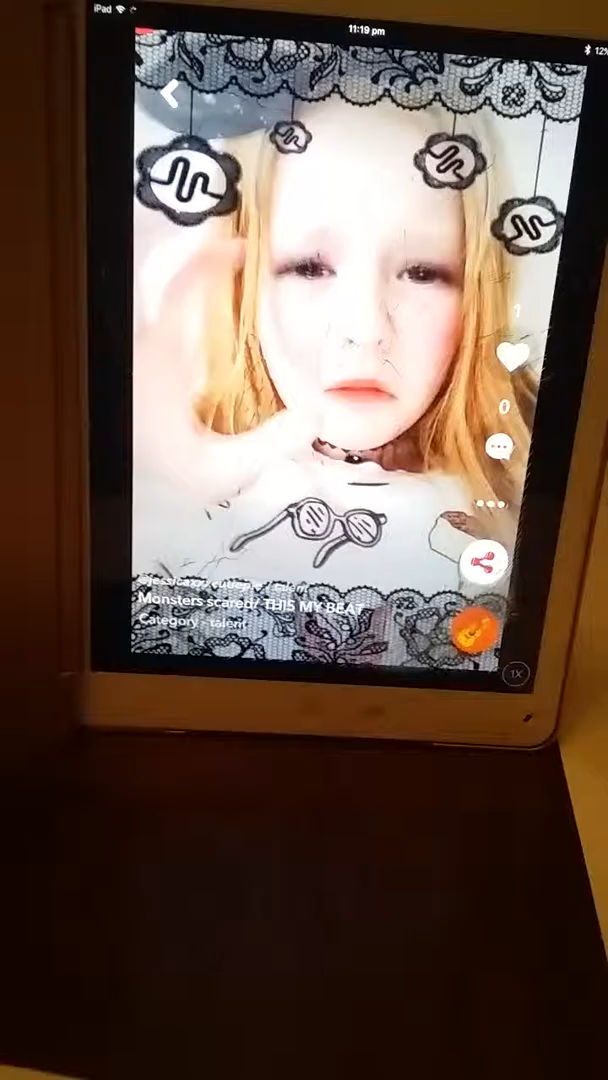 iPad
11:19 pm
12%
1
0
Monsters scared/ THIS MY BEAT
Category - talent
1X